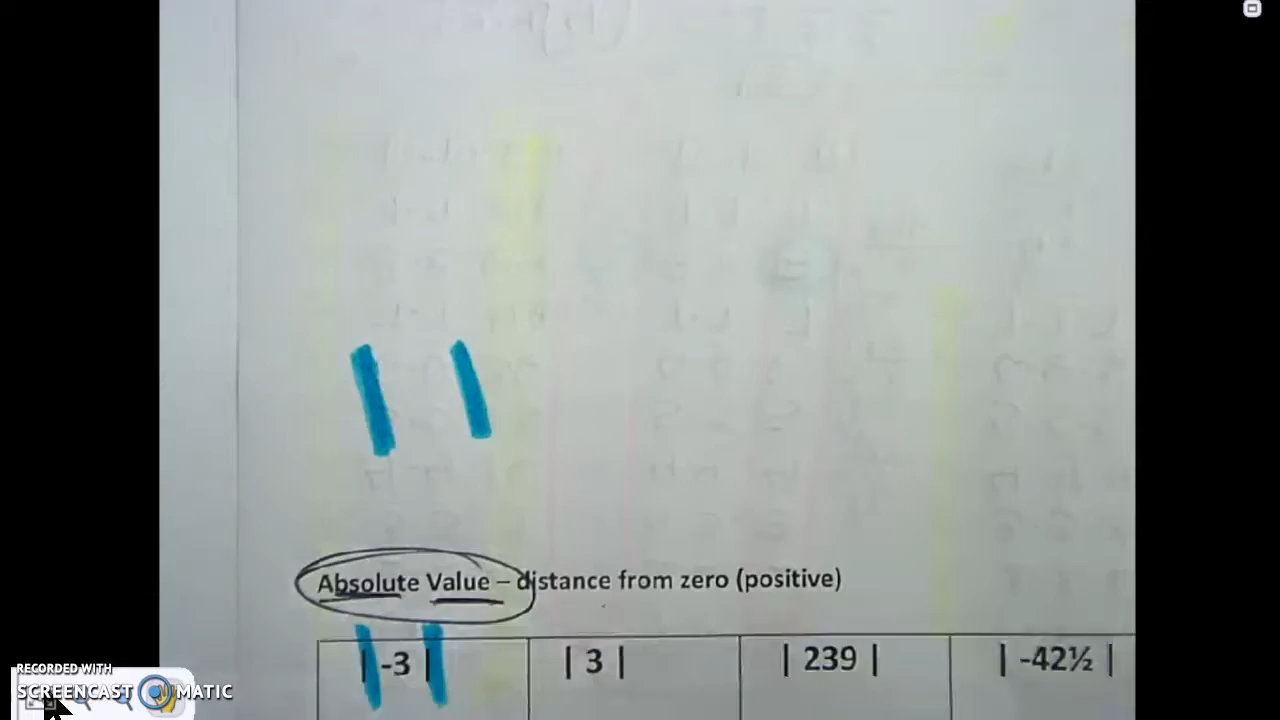 Absolute Value – distance from zero (positive)
| -3 | | 3 | | 239 | | -42½ |
RECORDED WITH
SCREENCAST MATIC